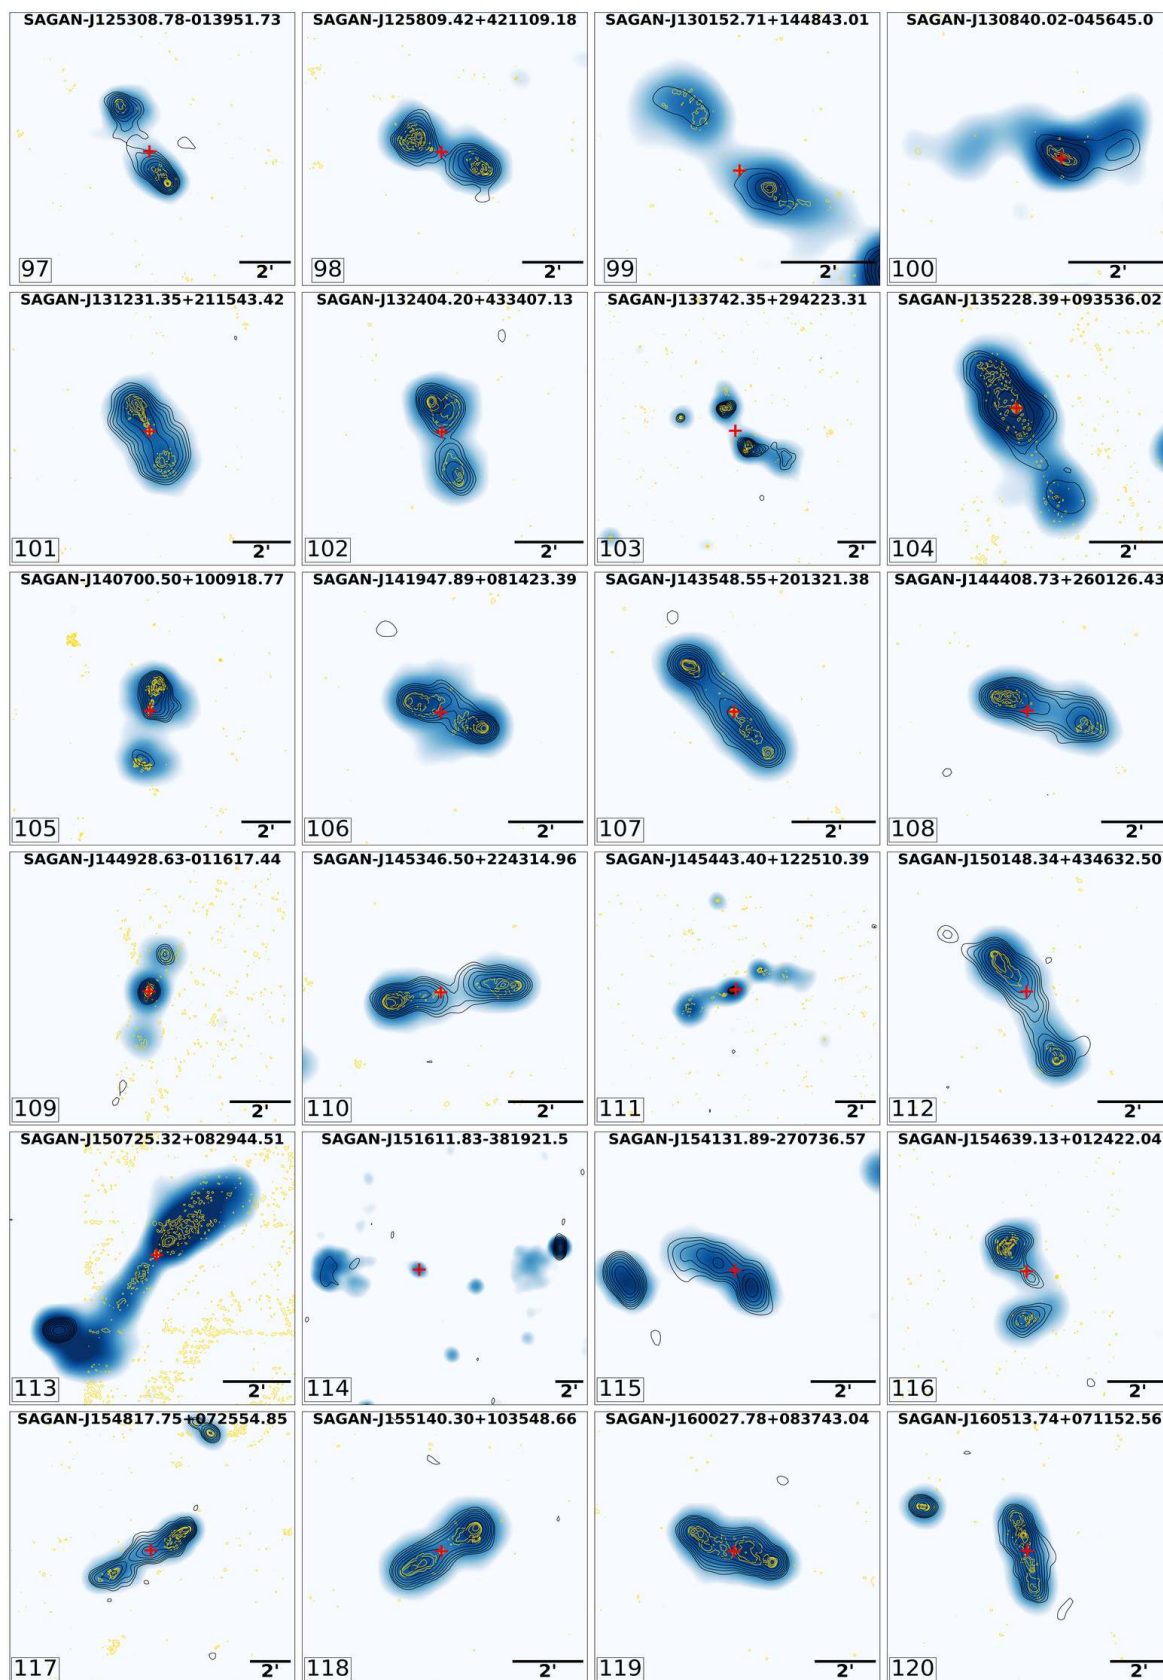 SAGAN-J125308.78-013951.73
SAGAN-J125809.42+421109.18
SAGAN-J130152.71+144843.01
SAGAN-J130840.02-045645.0
97
2'
98
2'
99
2'
100
2'
SAGAN-J131231.35+211543.42
SAGAN-J132404.20+433407.13
SAGAN-J133742.35+294223.31
SAGAN-J135228.39+093536.02
101
2'
102
2'
103
2'
104
2'
SAGAN-J140700.50+100918.77
SAGAN-J141947.89+081423.39
SAGAN-J143548.55+201321.38
SAGAN-J144408.73+260126.43
105
2'
106
2'
107
2'
108
2'
SAGAN-J144928.63-011617.44
SAGAN-J145346.50+224314.96
SAGAN-J145443.40+122510.39
SAGAN-J150148.34+434632.50
109
2'
110
2'
111
2'
112
2'
SAGAN-J150725.32+082944.51
SAGAN-J151611.83-381921.5
SAGAN-J154131.89-270736.57
SAGAN-J154639.13+012422.04
113
2'
114
2'
115
2'
116
2'
SAGAN-J154817.75+072554.85
SAGAN-J155140.30+103548.66
SAGAN-J160027.78+083743.04
SAGAN-J160513.74+071152.56
117
2'
118
2'
119
2'
120
2'